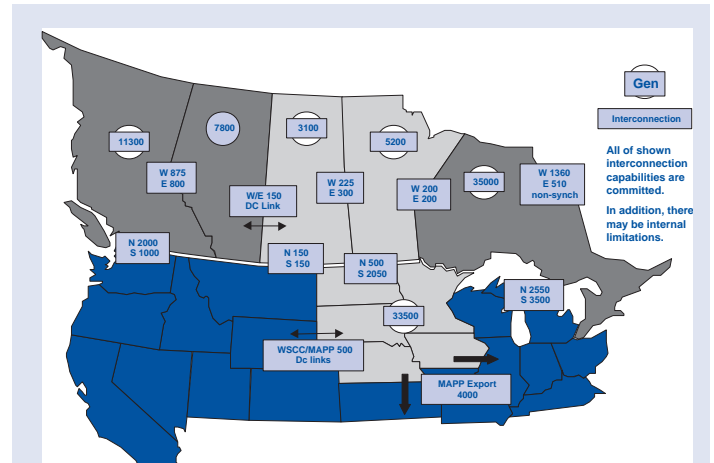 Gen
Interconnection
All of shown
interconnection
capabilities are
committed.
In addition, there
may be internal
limitations.
11300
7800
3100
5200
35000
W 1360
E 510
non-synch
W 875
E 800
W/E 150
DC Link
W 225
E 300
W 200
E 200
N 2000
S 1000
N 150
S 150
N 500
S 2050
N 2550
S 3500
33500
WSCC/MAPP 500
Dc links
MAPP Export
4000